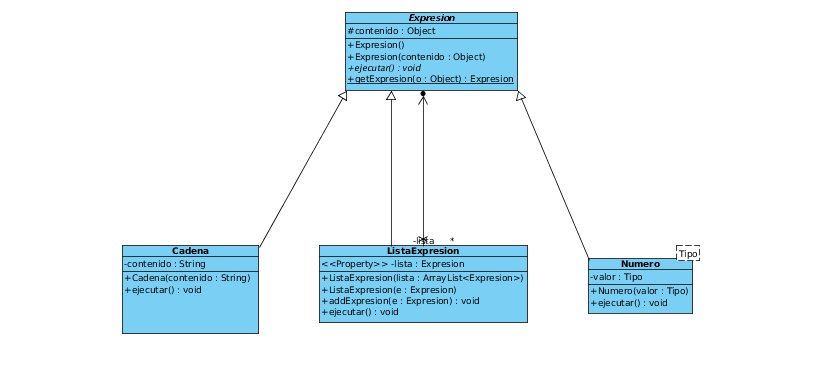 Expresion
#contenido : Object
+Expresion()
+Expresion(contenido : Object)
+ejecutar() : void
+getExpresion(o : Object) : Expresion
-lista *
Cadena
-contenido : String
+Cadena(contenido : String)
+ejecutar() : void
ListaExpresion
<<Property>> -lista : Expresion
+ListaExpresion(lista : ArrayList<Expresion>)
+ListaExpresion(e : Expresion)
+addExpresion(e : Expresion) : void
+ejecutar() : void
Tipo
Numero
-valor : Tipo
+Numero(valor : Tipo)
+ejecutar() : void